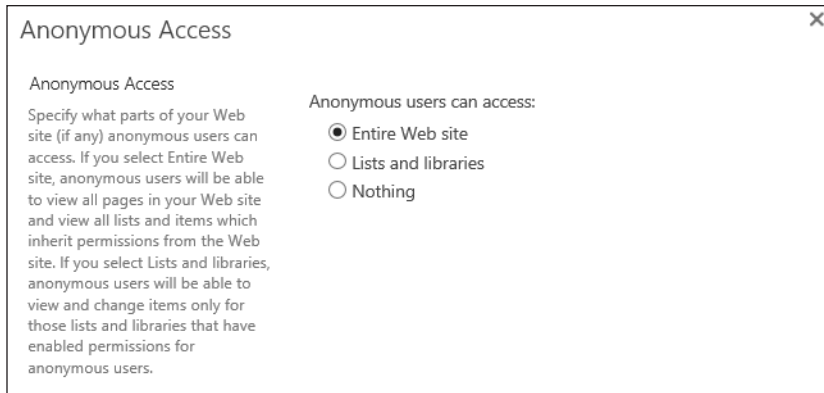 Anonymous Access
Anonymous Access
Specify what parts of your Web
site (if any) anonymous users can
access. If you select Entire Web
site, anonymous users will be able
to view all pages in your Web site
and view all lists and items which
inherit permissions from the Web
site. If you select Lists and libraries,
anonymous users will be able to
view and change items only for
those lists and libraries that have
enabled permissions for
anonymous users.
Anonymous users can access:
Entire Web site
Lists and libraries
Nothing